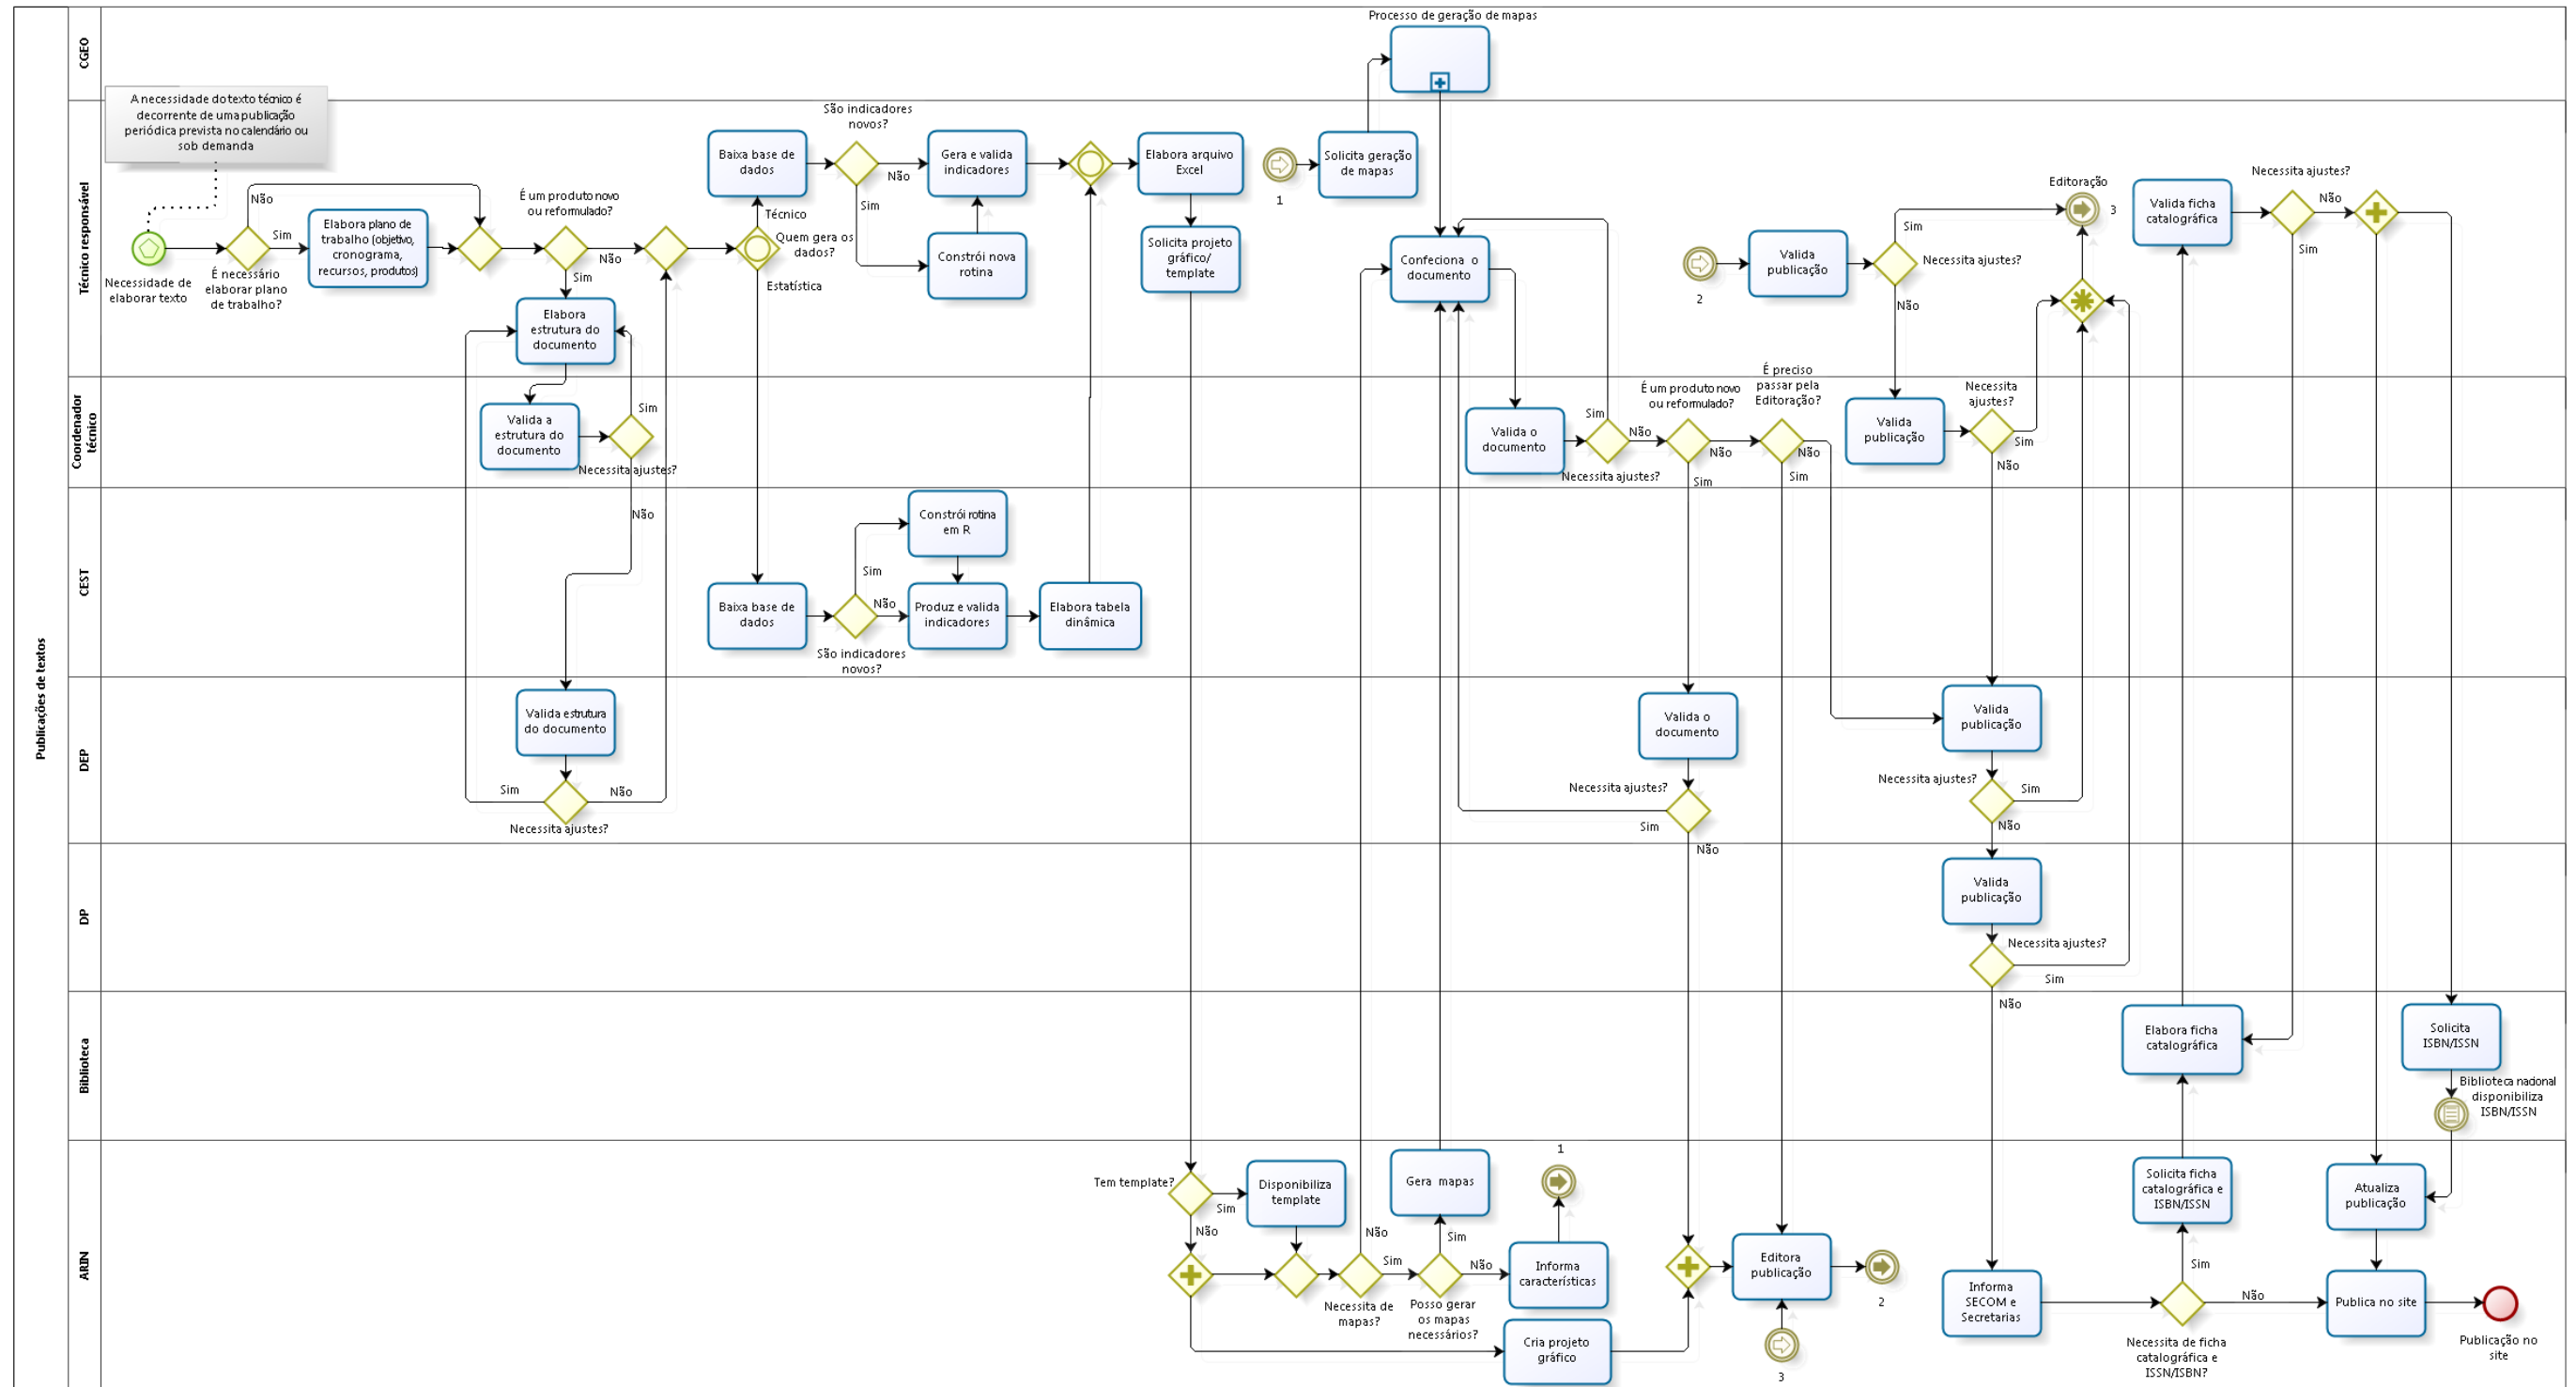 Publicações de textos
CGEO
Processo de geração de mapas
Técnico responsável
A necessidade do texto técnico é
decorrente de uma publicação
periódica prevista no calendário ou
sob demanda
Necessidade de
elaborar texto
É necessário
elaborar plano
de trabalho?
Não
Sim
Elabora plano de
trabalho (objetivo,
cronograma,
recursos, produtos)
É um produto novo
ou reformulado?
Não
Sim
Elabora
estrutura do
documento
Baixa base de
dados
Técnico
Quem gera os
dados?
Estatística
São indicadores
novos?
Não
Sim
Gera e valida
indicadores
Constrói nova
rotina
Elabora arquivo
Excel
Solicita projeto
gráfico/
template
1
Solicita geração
de mapas
Confeciona o
documento
2
Valida
publicação
Sim
Necessita ajustes?
Não
Editoração
3
Valida ficha
catalográfica
Necessita ajustes?
Não
Sim
Coordenador
técnico
Valida a
estrutura do
documento
Sim
Necessita ajustes?
Não
Valida o
documento
Sim
Não
Necessita ajustes?
É um produto novo
ou reformulado?
Não
Sim
É preciso
passar pela
Editoração?
Não
Sim
Valida
publicação
Necessita
ajustes?
Sim
Não
CEST
Baixa base de
dados
Sim
Não
São indicadores
novos?
Constrói rotina
em R
Produz e valida
indicadores
Elabora tabela
dinâmica
DEP
Valida estrutura
do documento
Sim
Não
Necessita ajustes?
Valida o
documento
Necessita ajustes?
Sim
Não
Valida
publicação
Necessita ajustes?
Sim
Não
DP
Valida
publicação
Necessita ajustes?
Sim
Não
Biblioteca
Elabora ficha
catalográfica
Solicita
ISBN/ISSN
Biblioteca nacional
disponibiliza
ISBN/ISSN
ARIN
Tem template?
Sim
Não
Disponibiliza
template
Não
Sim
Necessita de
mapas?
Gera mapas
Sim
Não
Posso gerar
os mapas
necessários?
1
Informa
características
Cria projeto
gráfico
Editora
publicação
2
3
Informa
SECOM e
Secretarias
Solicita ficha
catalográfica e
ISBN/ISSN
Sim
Não
Necessita de ficha
catalográfica e
ISSN/ISBN?
Atualiza
publicação
Publica no site
Publicação no
site